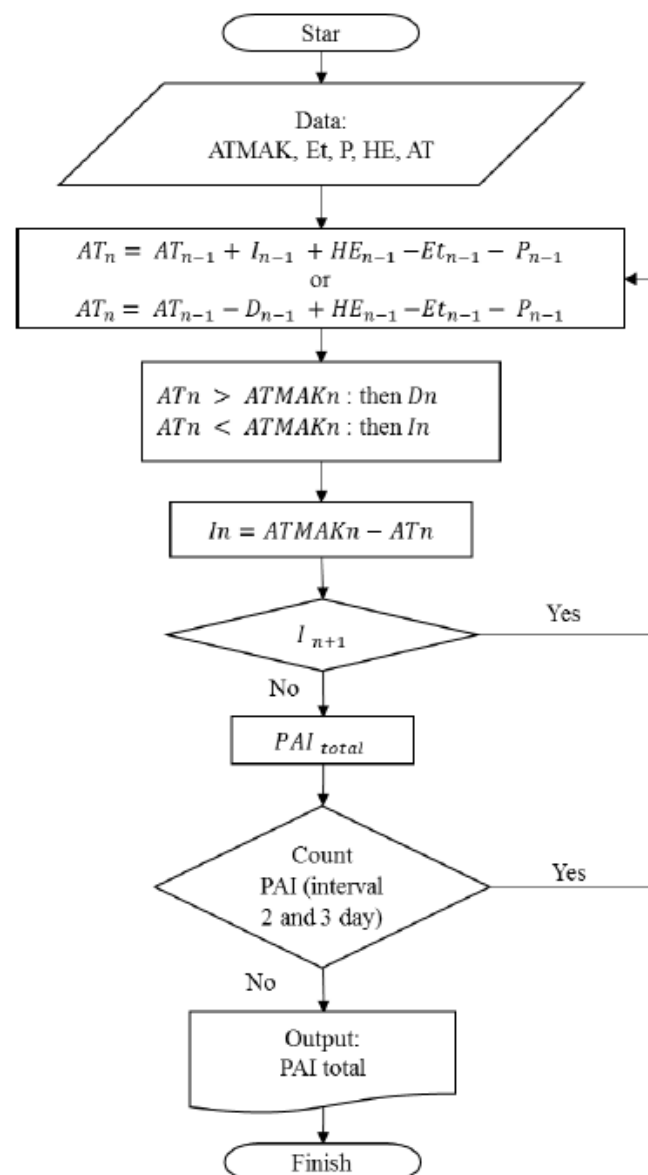 Star
Data:
ATMAK, Et, P, HE, AT
ATₙ = ATₙ₋₁ + Iₙ₋₁ + HEₙ₋₁ −Etₙ₋₁ − Pₙ₋₁
or
ATₙ = ATₙ₋₁ − Dₙ₋₁ + HEₙ₋₁ −Etₙ₋₁ − Pₙ₋₁
ATn > ATMAKn : then Dn
ATn < ATMAKn : then In
In = ATMAKn − ATn
I ₙ₊₁
Yes
No
PAI total
Count
PAI (interval
2 and 3 day)
Yes
No
Output:
PAI total
Finish